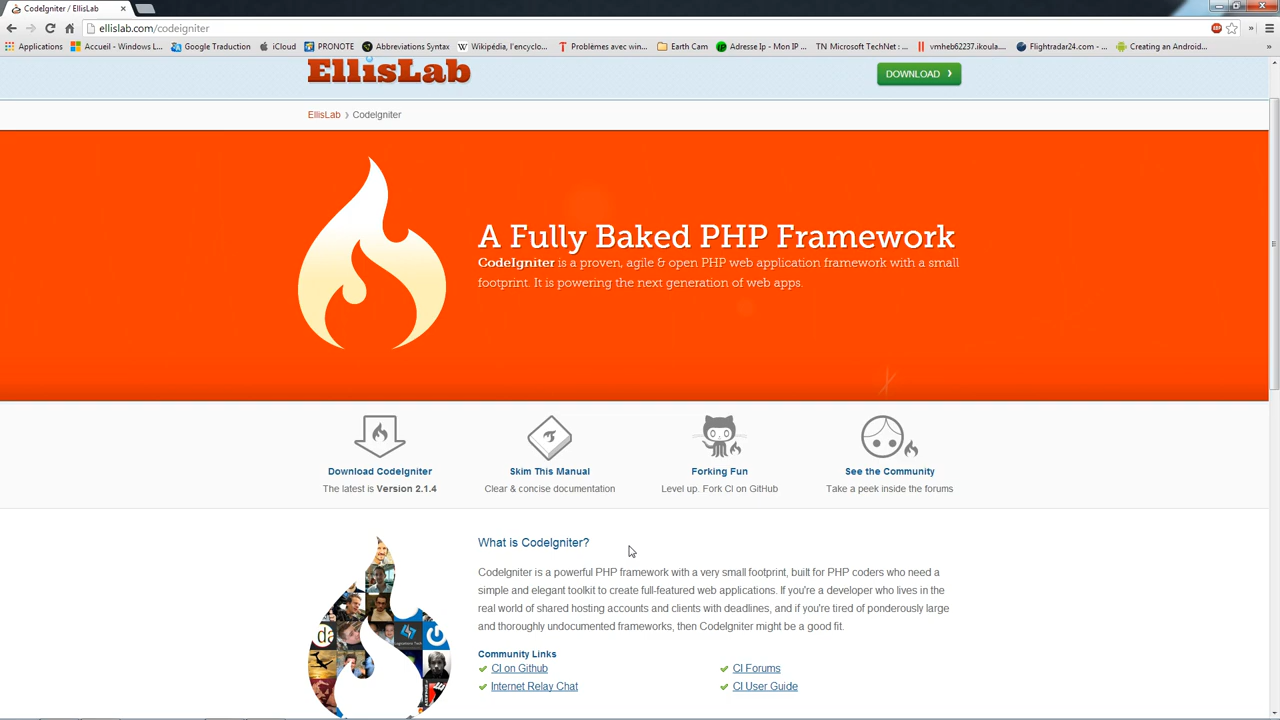 CodeIgniter / EllisLab
ellislab.com/codeigniter
Applications
Accueil - Windows L...
Google Traduction
iCloud
PRONOTE
Abbreviations Syntax
Wikipédia, l'encyclo...
Problèmes avec win...
Earth Cam
Adresse Ip - Mon IP ...
TN Microsoft TechNet : ...
vmheb62237.ikoula....
Flightradar24.com - ...
Creating an Android...
EllisLab
DOWNLOAD ›
EllisLab › CodeIgniter
A Fully Baked PHP Framework
CodeIgniter is a proven, agile & open PHP web application framework with a small
footprint. It is powering the next generation of web apps.
Download CodeIgniter
The latest is Version 2.1.4
Skim This Manual
Clear & concise documentation
Forking Fun
Level up. Fork CI on GitHub
See the Community
Take a peek inside the forums
What is CodeIgniter?
CodeIgniter is a powerful PHP framework with a very small footprint, built for PHP coders who need a
simple and elegant toolkit to create full-featured web applications. If you're a developer who lives in the
real world of shared hosting accounts and clients with deadlines, and if you're tired of ponderously large
and thoroughly undocumented frameworks, then CodeIgniter might be a good fit.
Community Links
CI on Github
CI Forums
Internet Relay Chat
CI User Guide